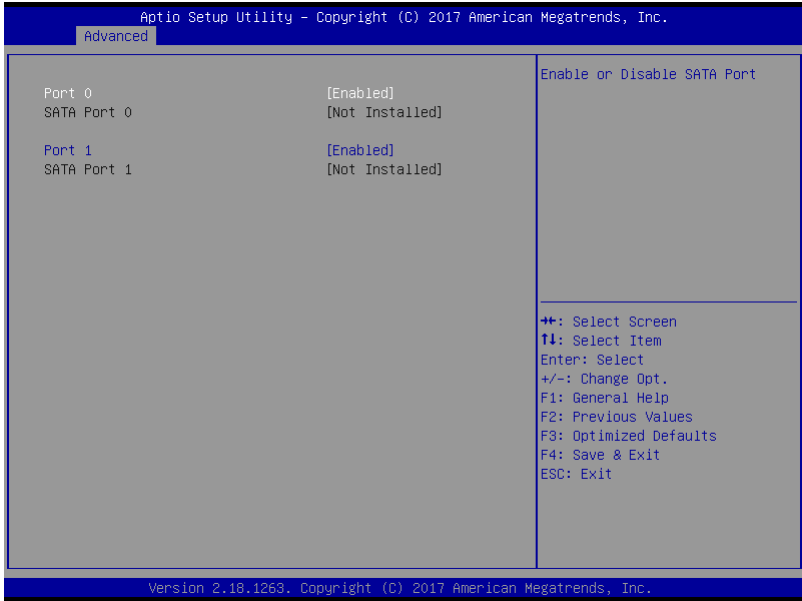 Aptio Setup Utility – Copyright (C) 2017 American Megatrends, Inc.
Advanced
Port 0 [Enabled]
SATA Port 0 [Not Installed]
Port 1 [Enabled]
SATA Port 1 [Not Installed]
Enable or Disable SATA Port
→←: Select Screen
↑↓: Select Item
Enter: Select
+/-: Change Opt.
F1: General Help
F2: Previous Values
F3: Optimized Defaults
F4: Save & Exit
ESC: Exit
Version 2.18.1263. Copyright (C) 2017 American Megatrends, Inc.